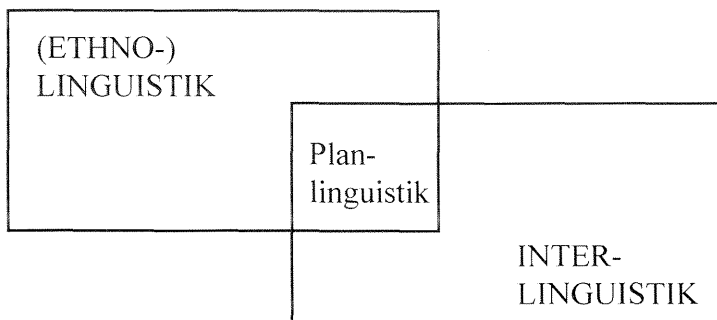 (ETHNO-)
LINGUISTIK
Plan-
linguistik
INTER-
LINGUISTIK